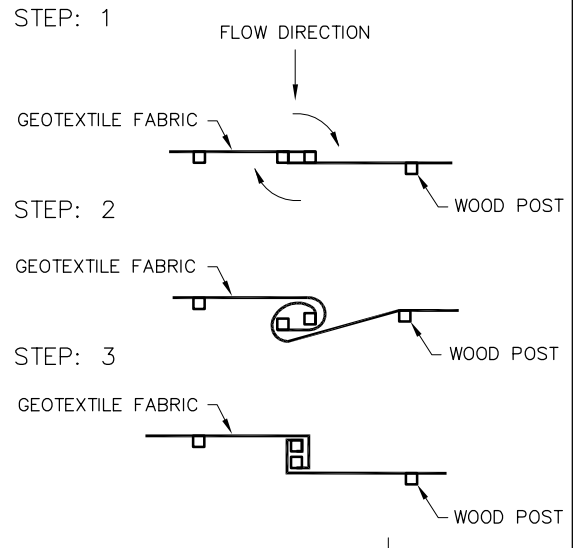 STEP: 1
FLOW DIRECTION
GEOTEXTILE FABRIC
WOOD POST
STEP: 2
GEOTEXTILE FABRIC
WOOD POST
STEP: 3
GEOTEXTILE FABRIC
WOOD POST